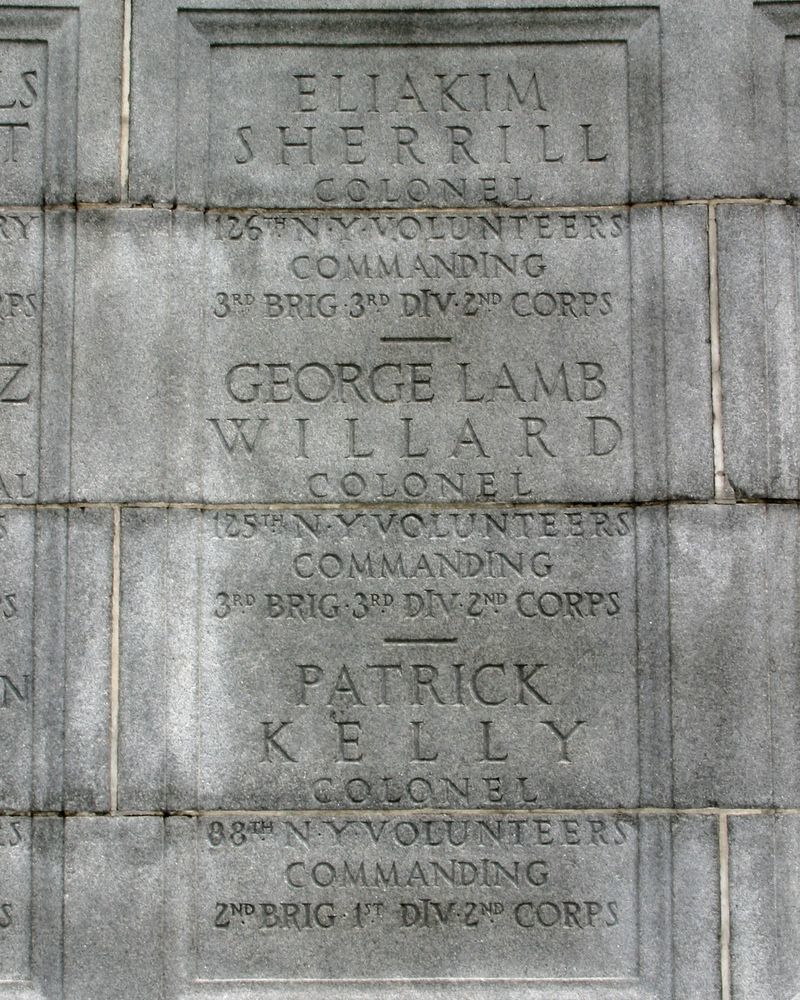 ELIAKIM
SHERRILL
COLONEL
126TH N·Y·VOLUNTEERS
COMMANDING
3RD BRIG·3RD DIV·2ND CORPS
GEORGE LAMB
WILLARD
COLONEL
125TH N·Y·VOLUNTEERS
COMMANDING
3RD BRIG·3RD DIV·2ND CORPS
PATRICK
KELLY
COLONEL
88TH N·Y·VOLUNTEERS
COMMANDING
2ND BRIG·1ST DIV·2ND CORPS